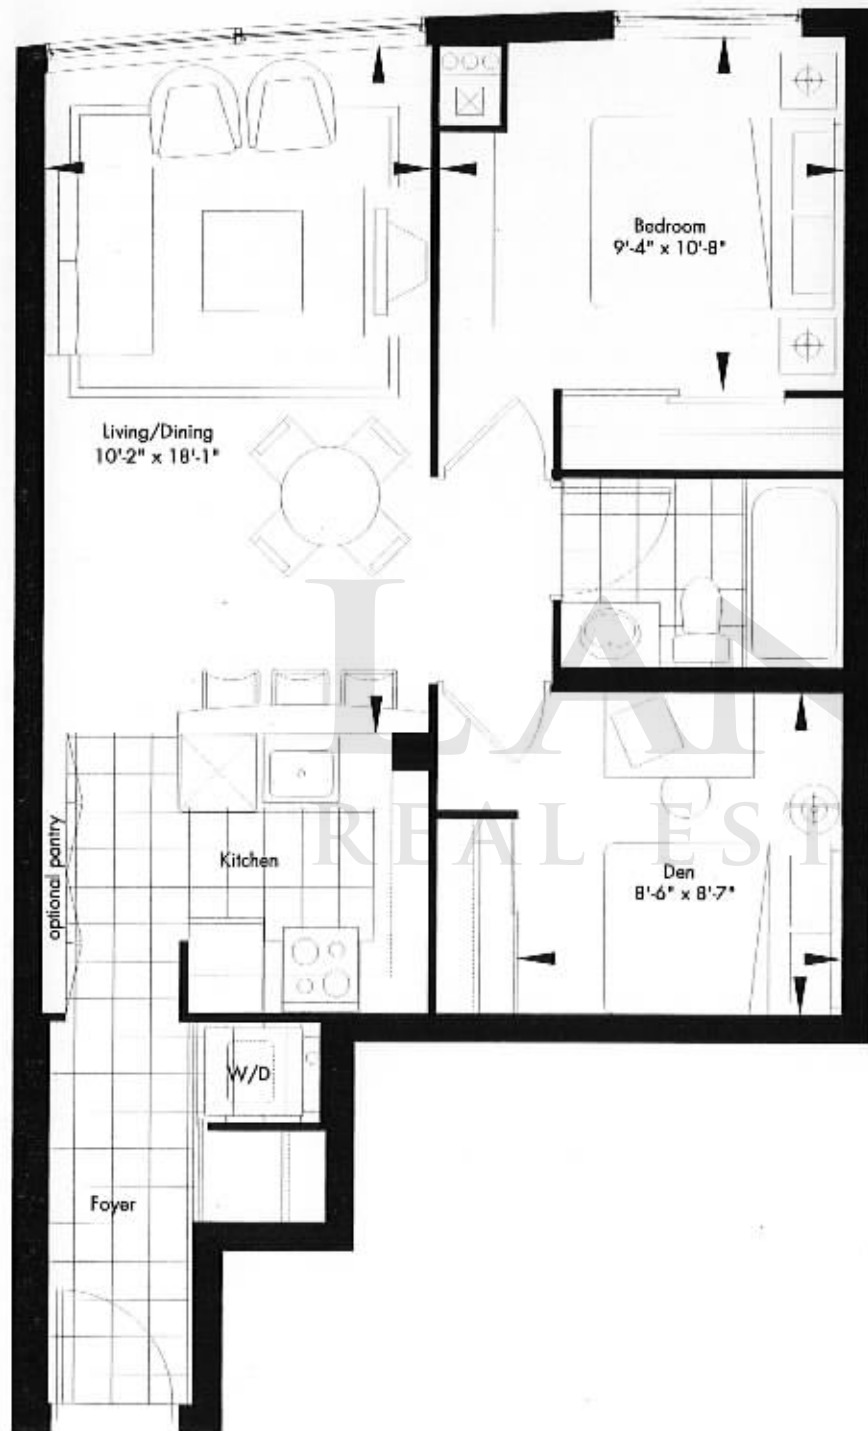 Bedroom
9'-4" x 10'-8"
Living/Dining
10'-2" x 18'-1"
LAN
REAL EST
optional pantry
Kitchen
Den
8'-6" x 8'-7"
W/D
Foyer